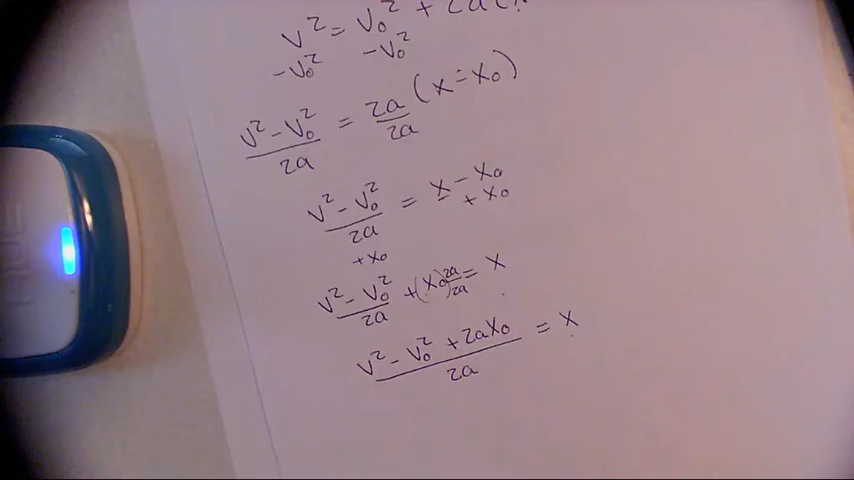 v² = v₀² + 2a(x
-v₀² -v₀²
(v² - v₀²)/2a = 2a/2a (x - x₀)
(v² - v₀²)/2a = x - x₀
+x₀ +x₀
(v² - v₀²)/2a + (x₀)2a/2a = x
(v² - v₀² + 2ax₀)/2a = x